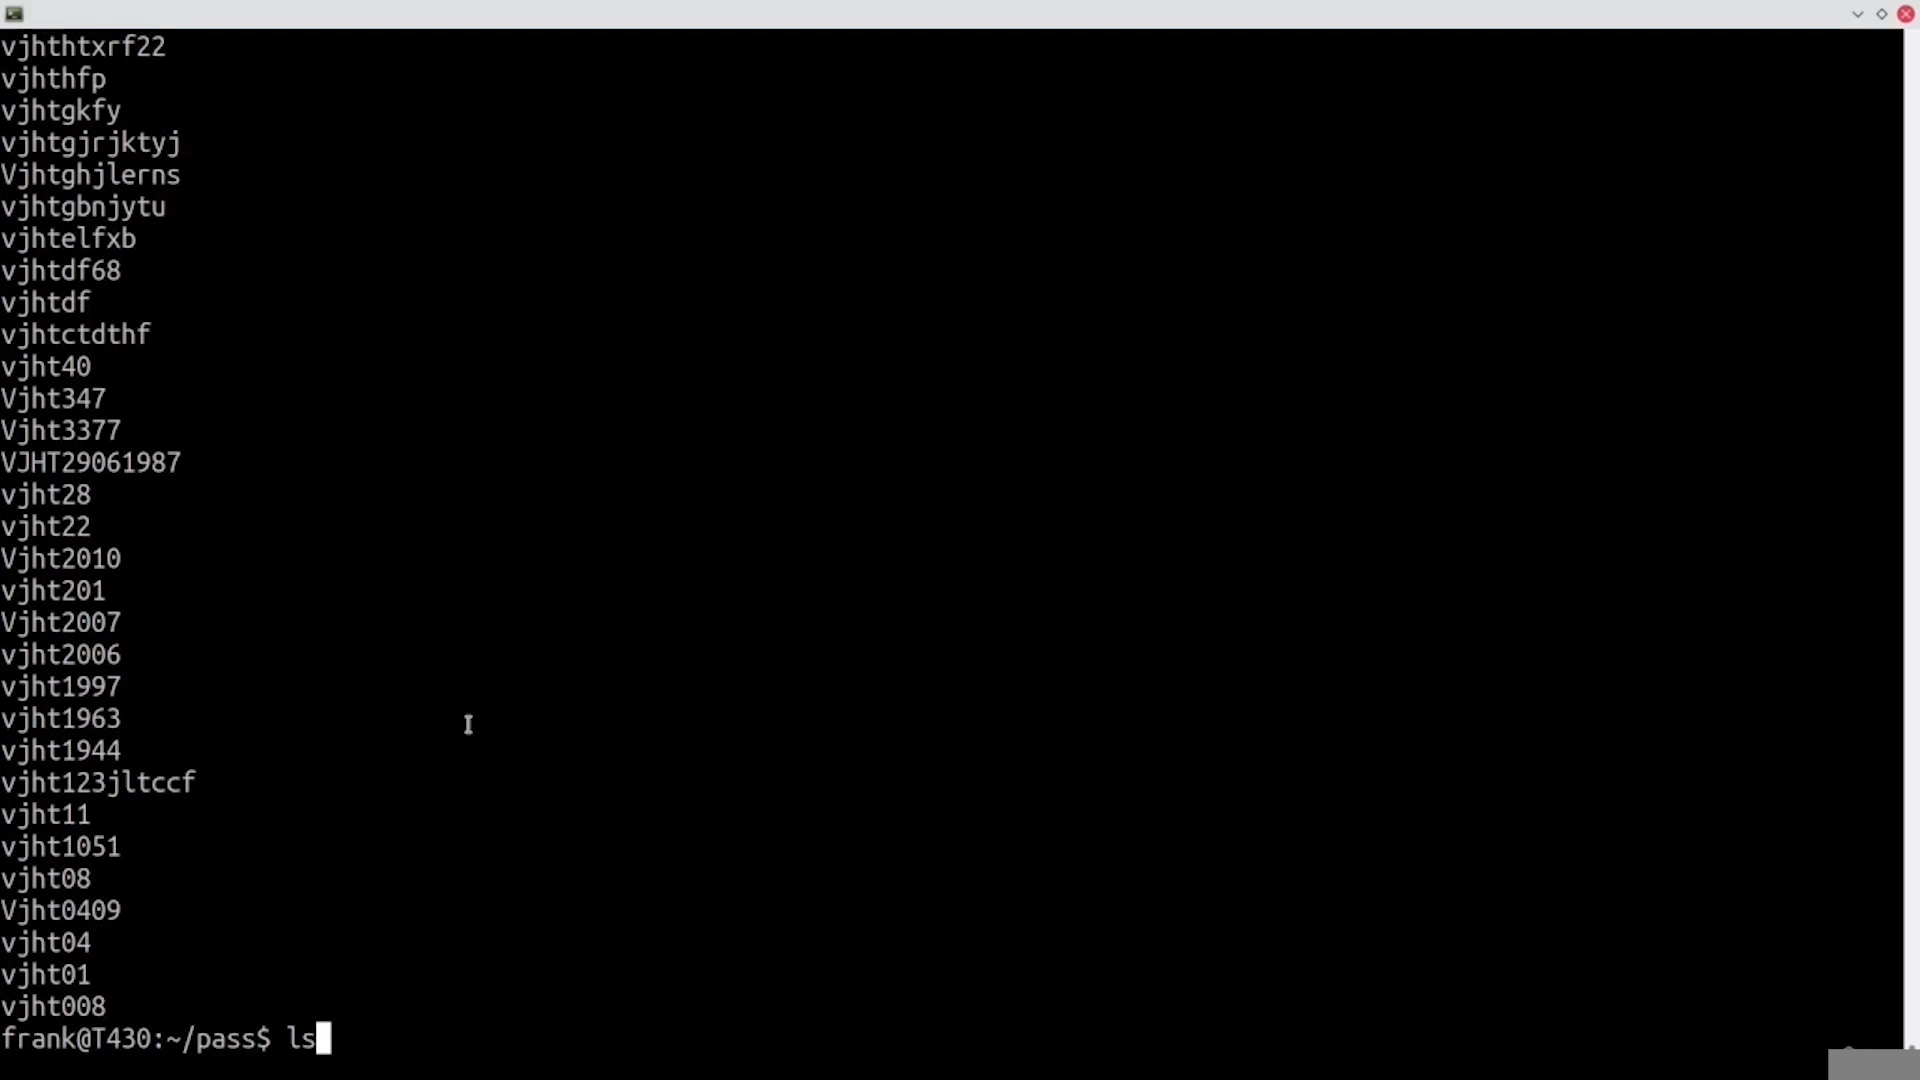 vjhthtxrf22
vjhthfp
vjhtgkfy
vjhtgjrjktyj
Vjhtghjlerns
vjhtgbnjytu
vjhtelfxb
vjhtdf68
vjhtdf
vjhtctdthf
vjht40
Vjht347
Vjht3377
VJHT29061987
vjht28
vjht22
Vjht2010
vjht201
Vjht2007
vjht2006
vjht1997
vjht1963
vjht1944
vjht123jltccf
vjht11
vjht1051
vjht08
Vjht0409
vjht04
vjht01
vjht008
frank@T430:~/pass$ ls